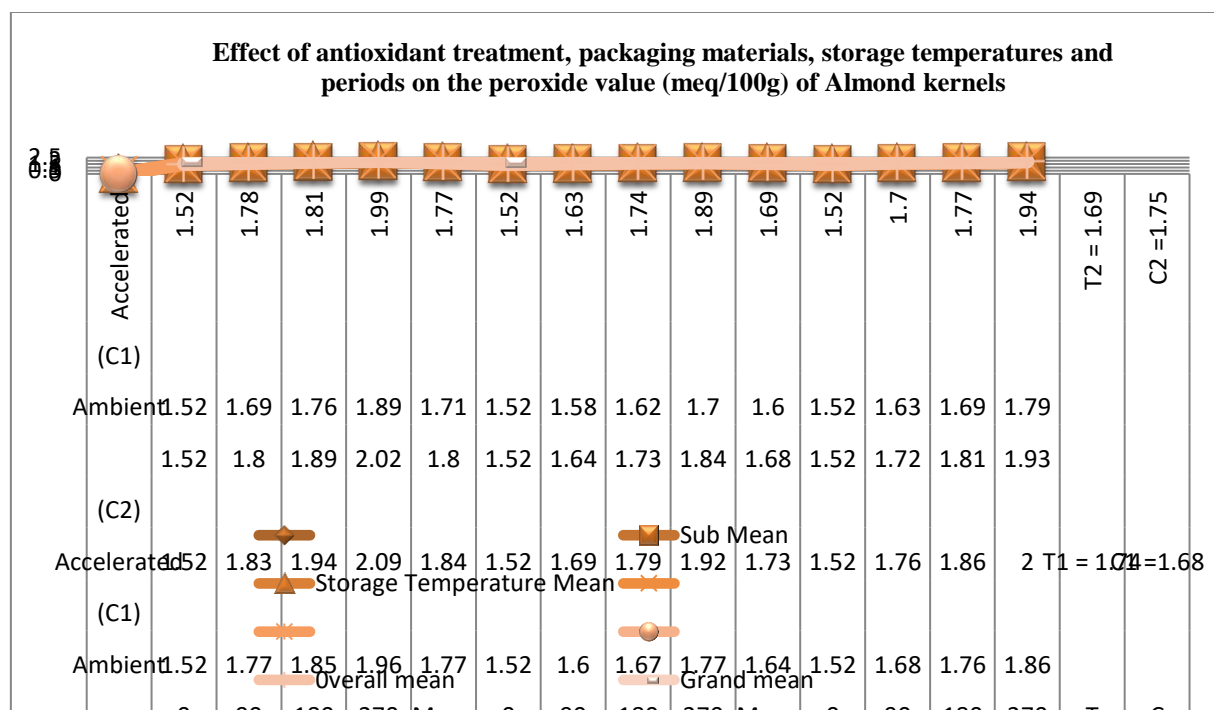 Effect of antioxidant treatment, packaging materials, storage temperatures and
periods on the peroxide value (meq/100g) of Almond kernels
2.5
Accelerated 1.52 1.78 1.81 1.99 1.77 1.52 1.63 1.74 1.89 1.69 1.52 1.7 1.77 1.94 T2 = 1.69 C2 =1.75
(C1)
Ambient 1.52 1.69 1.76 1.89 1.71 1.52 1.58 1.62 1.7 1.6 1.52 1.63 1.69 1.79
1.52 1.8 1.89 2.02 1.8 1.52 1.64 1.73 1.84 1.68 1.52 1.72 1.81 1.93
(C2)
Sub Mean
Accelerated 1.52 1.83 1.94 2.09 1.84 1.52 1.69 1.79 1.92 1.73 1.52 1.76 1.86 2 T1 = 1.74 C1 =1.68
Storage Temperature Mean
(C1)
Ambient 1.52 1.77 1.85 1.96 1.77 1.52 1.6 1.67 1.77 1.64 1.52 1.68 1.76 1.86
0verall mean
Grand mean